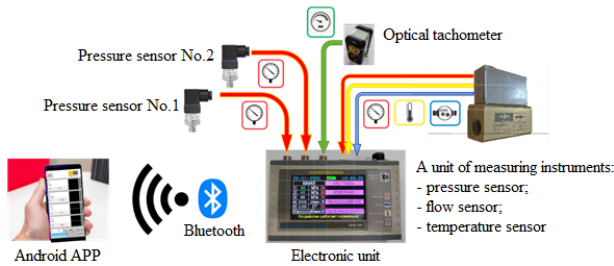 Pressure sensor No.2
Optical tachometer
Pressure sensor No.1
A unit of measuring instruments:
- pressure sensor;
- flow sensor;
- temperature sensor
Bluetooth
Android APP
Electronic unit